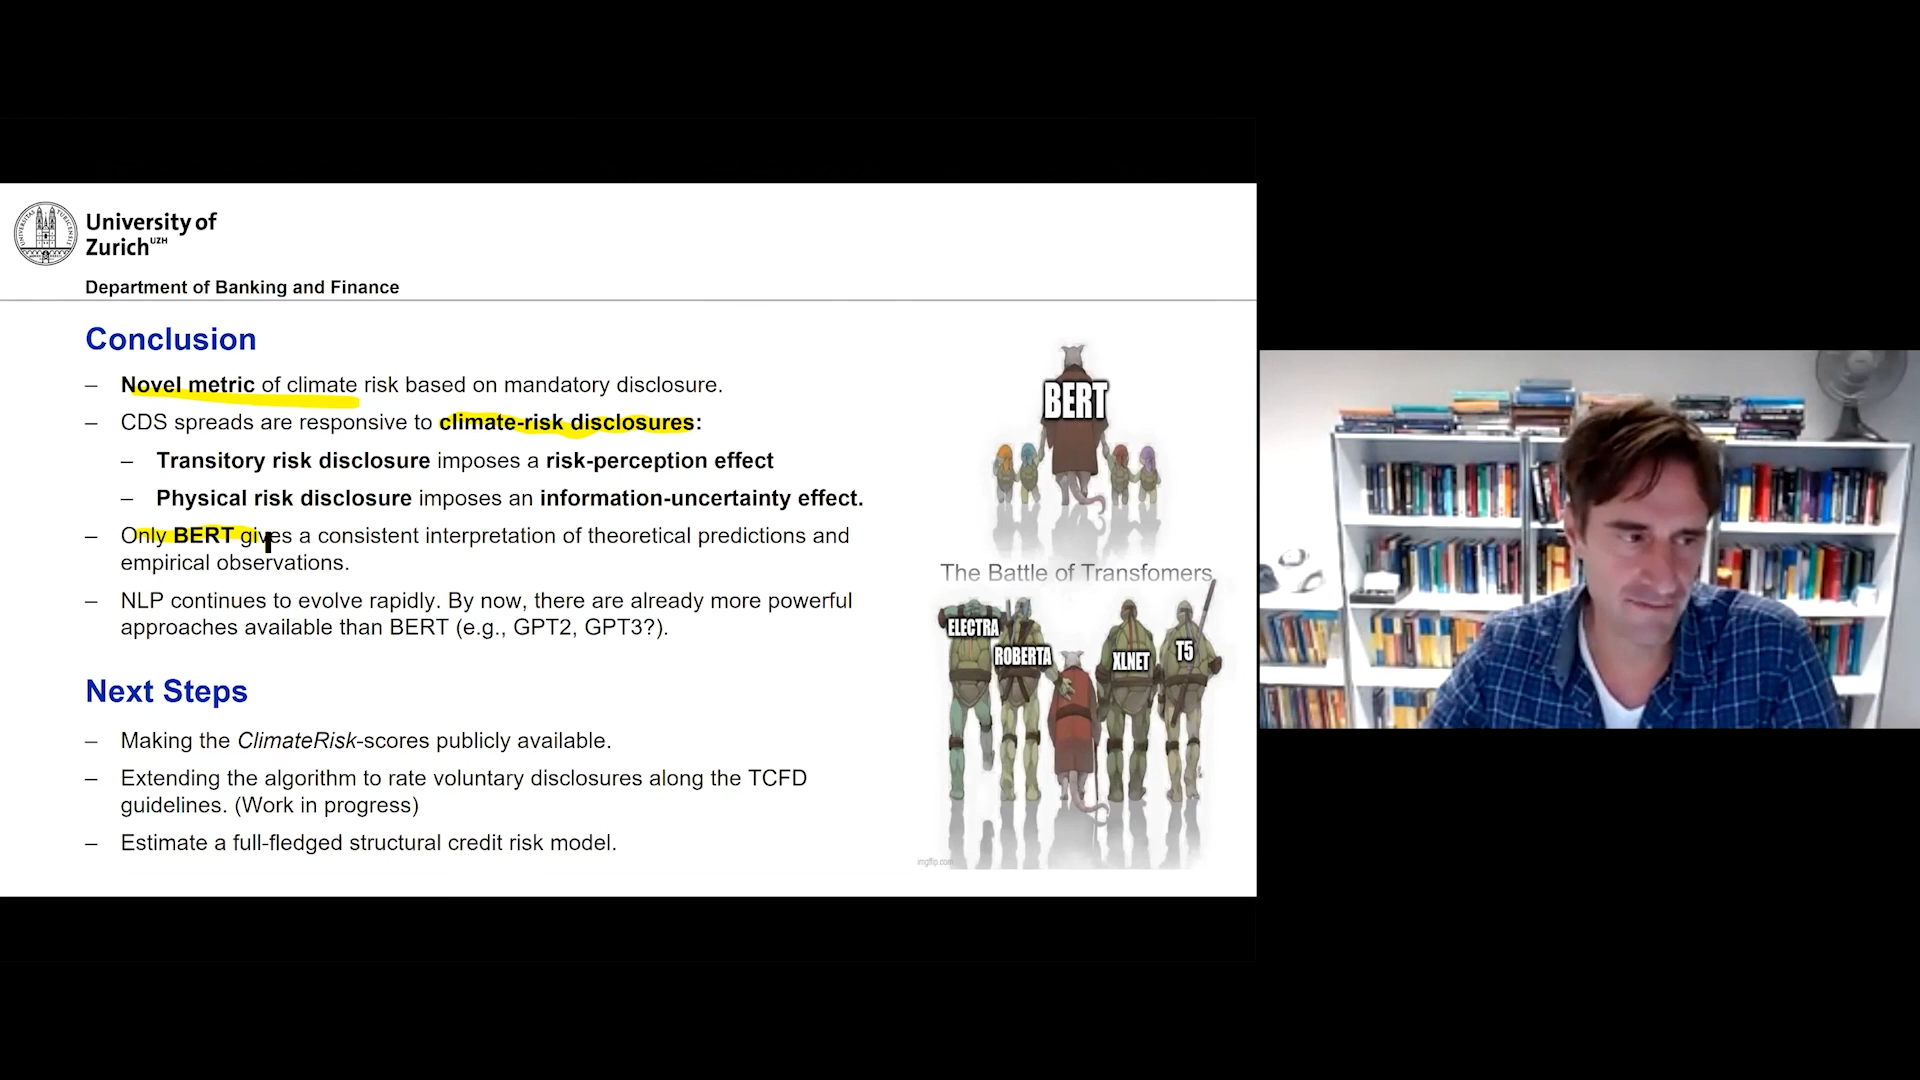 University of
Zurich UZH
Department of Banking and Finance
Conclusion
– Novel metric of climate risk based on mandatory disclosure.
– CDS spreads are responsive to climate-risk disclosures:
– Transitory risk disclosure imposes a risk-perception effect
– Physical risk disclosure imposes an information-uncertainty effect.
– Only BERT gives a consistent interpretation of theoretical predictions and
empirical observations.
– NLP continues to evolve rapidly. By now, there are already more powerful
approaches available than BERT (e.g., GPT2, GPT3?).
Next Steps
– Making the ClimateRisk-scores publicly available.
– Extending the algorithm to rate voluntary disclosures along the TCFD
guidelines. (Work in progress)
– Estimate a full-fledged structural credit risk model.
BERT
The Battle of Transfomers
ELECTRA
ROBERTA
XLNET
T5
imgflip.com